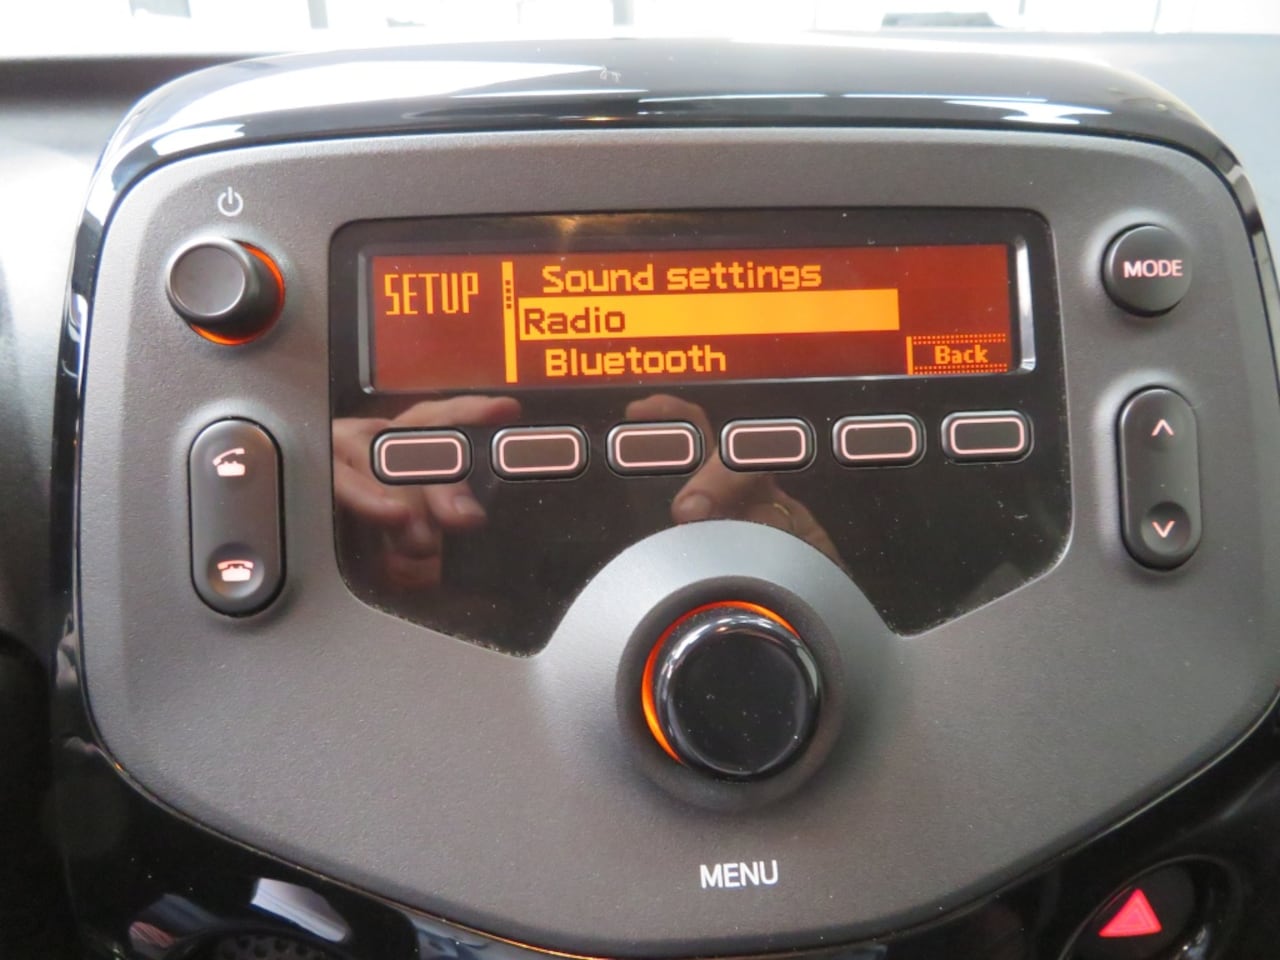 SETUP
Sound settings
Radio
Bluetooth
Back
MODE
MENU